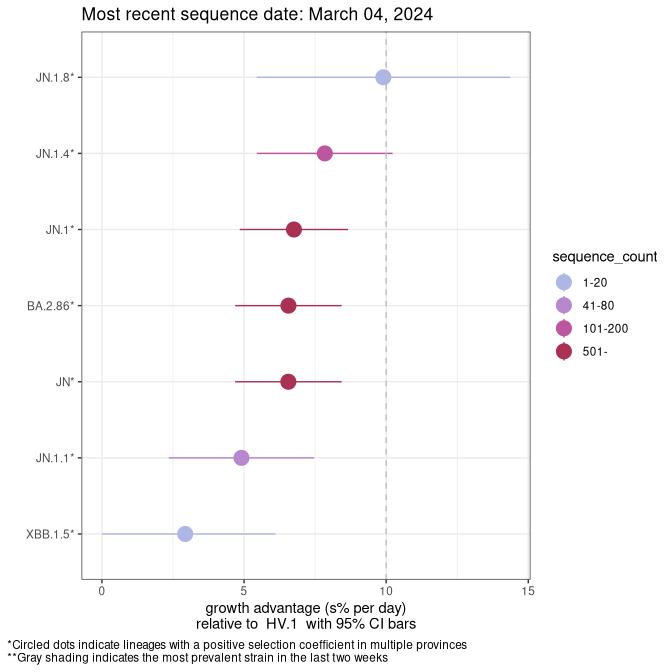 Most recent sequence date: March 04, 2024
JN.1.8*
JN.1.4*
JN.1*
BA.2.86*
JN*
JN.1.1*
XBB.1.5*
0 5 10 15
growth advantage (s% per day)
relative to HV.1 with 95% CI bars
sequence_count
1-20
41-80
101-200
501-
*Circled dots indicate lineages with a positive selection coefficient in multiple provinces
**Gray shading indicates the most prevalent strain in the last two weeks